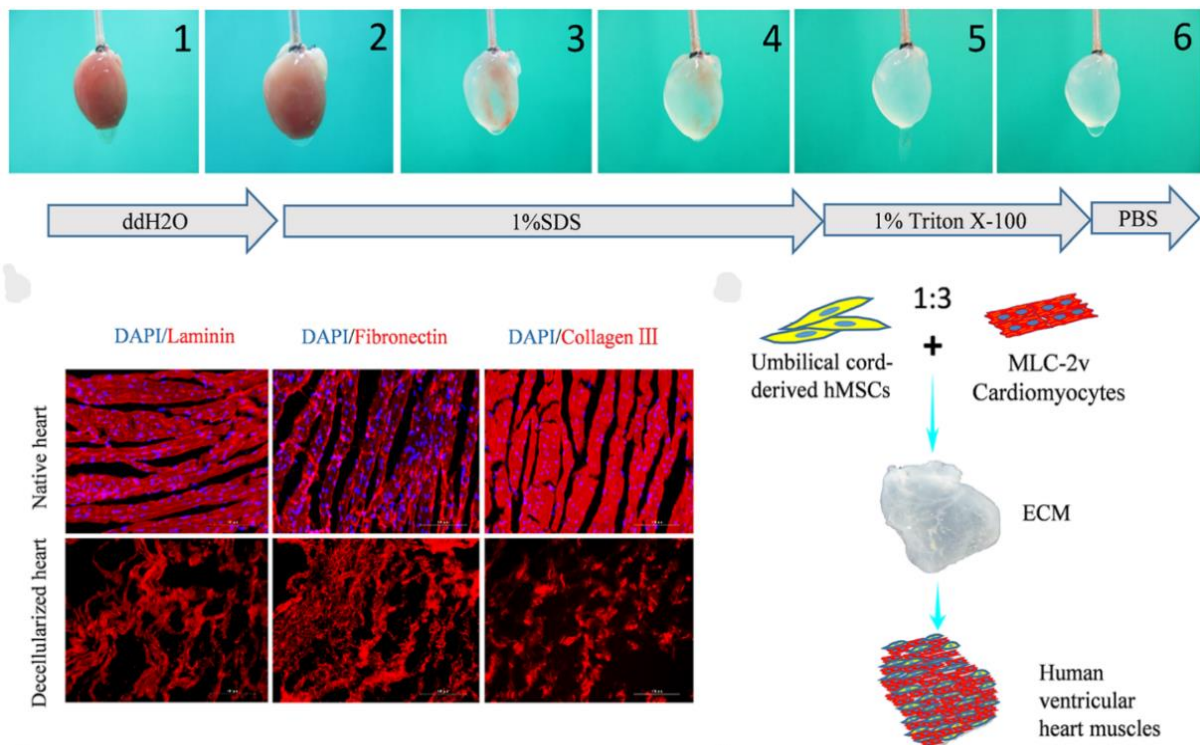 1
2
3
4
5
6
ddH2O
1%SDS
1% Triton X-100
PBS
DAPI/Laminin
DAPI/Fibronectin
DAPI/Collagen III
Native heart
Decellularized heart
1:3
+
Umbilical cord-
derived hMSCs
MLC-2v
Cardiomyocytes
ECM
Human
ventricular
heart muscles